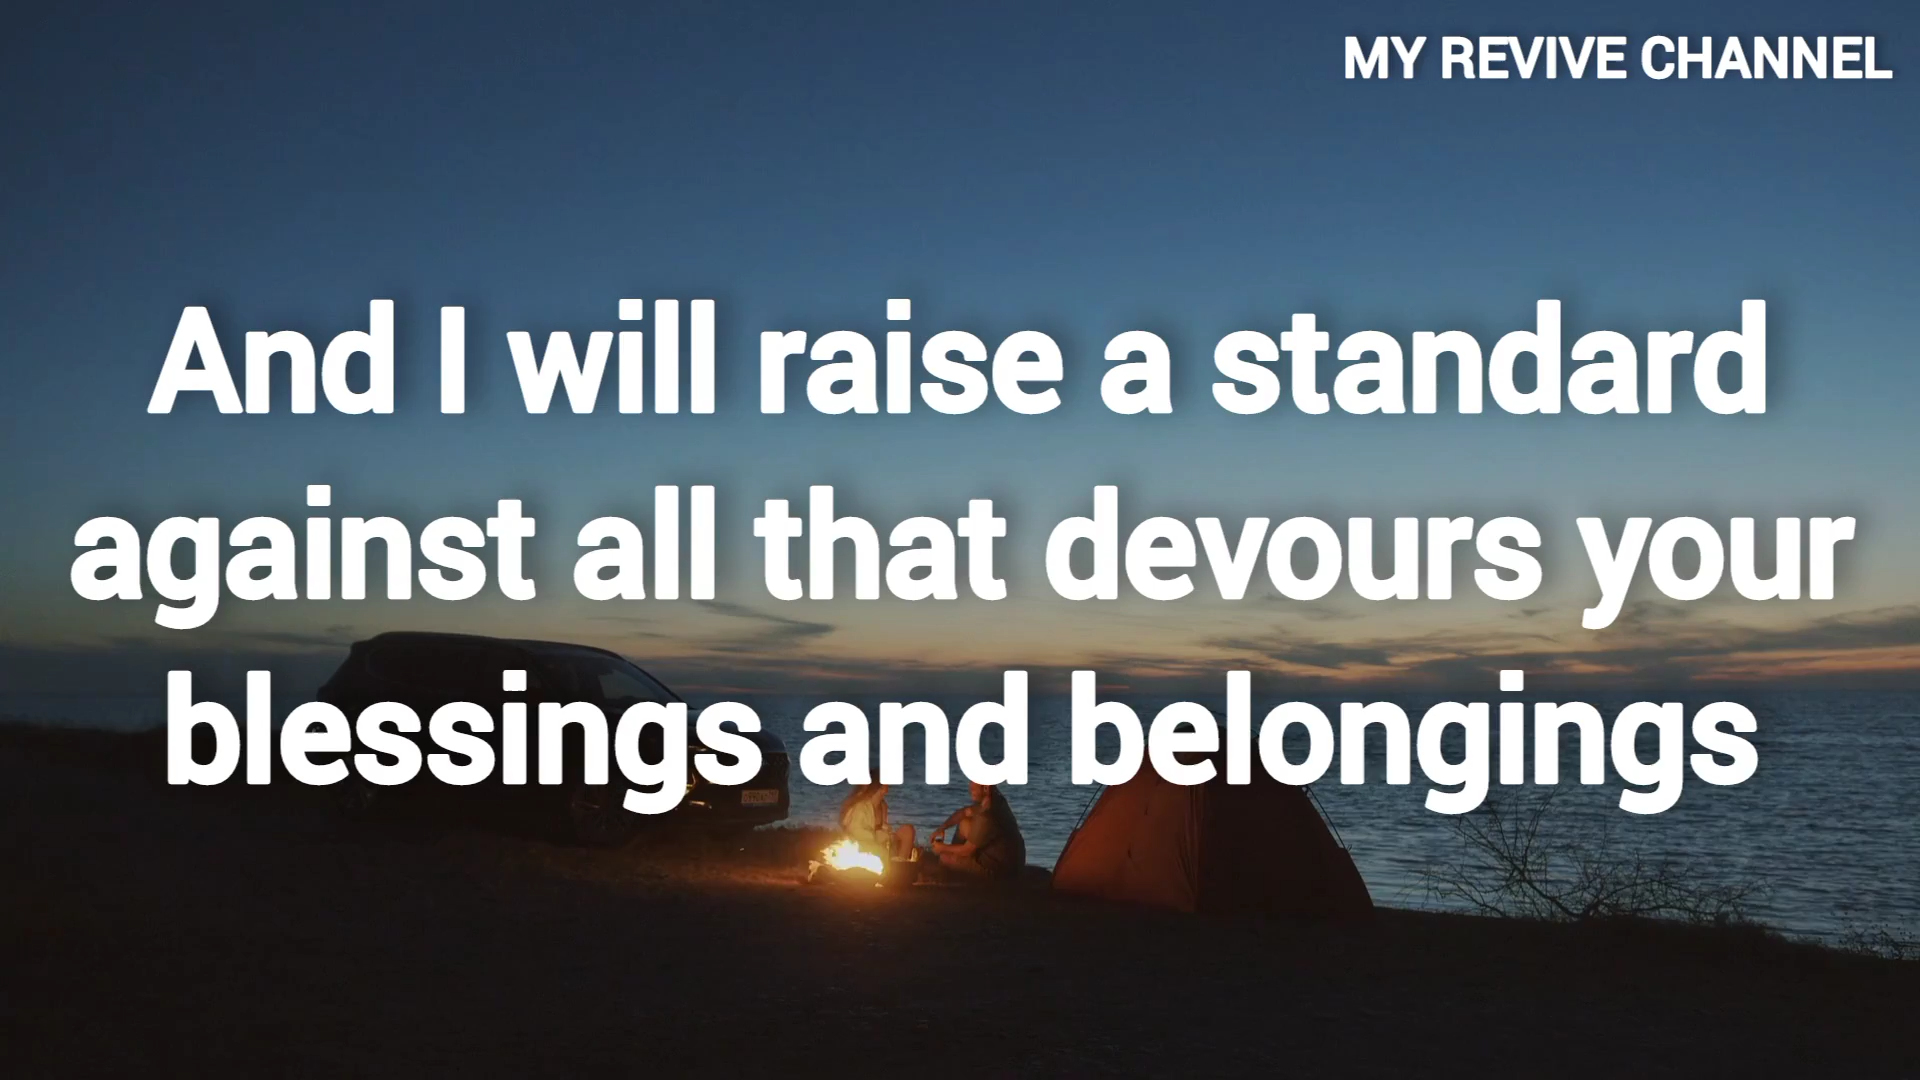 MY REVIVE CHANNEL
And I will raise a standard
against all that devours your
blessings and belongings